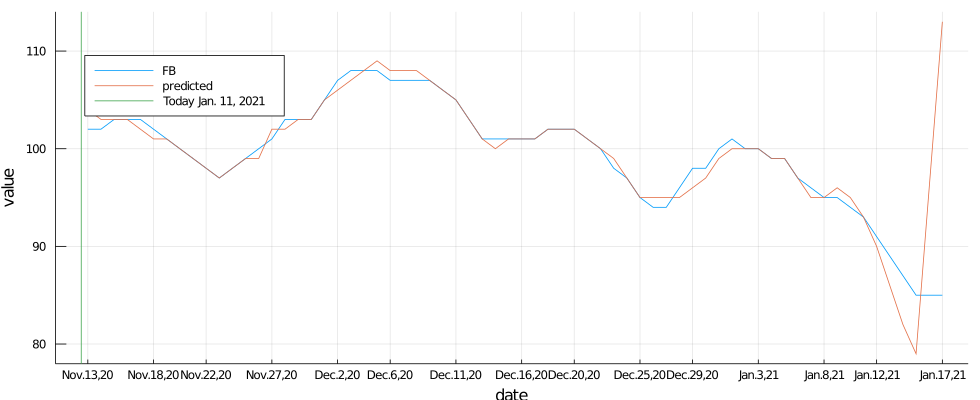 110
100
90
80
value
FB
predicted
Today Jan. 11, 2021
Nov.13,20 Nov.18,20 Nov.22,20 Nov.27,20 Dec.2,20 Dec.6,20 Dec.11,20 Dec.16,20 Dec.20,20 Dec.25,20 Dec.29,20 Jan.3,21 Jan.8,21 Jan.12,21 Jan.17,21
date